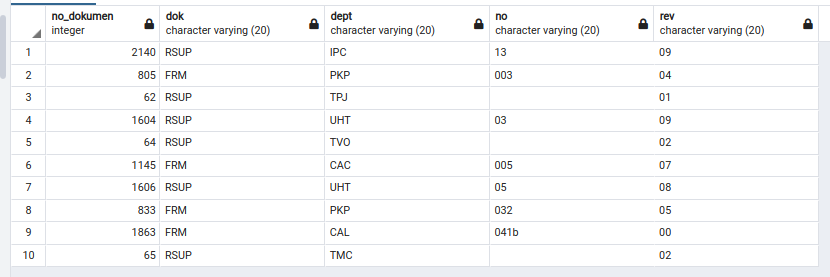 no_dokumen dok dept no rev
integer character varying (20) character varying (20) character varying (20) character varying (20)
1 2140 RSUP IPC 13 09
2 805 FRM PKP 003 04
3 62 RSUP TPJ 01
4 1604 RSUP UHT 03 09
5 64 RSUP TVO 02
6 1145 FRM CAC 005 07
7 1606 RSUP UHT 05 08
8 833 FRM PKP 032 05
9 1863 FRM CAL 041b 00
10 65 RSUP TMC 02